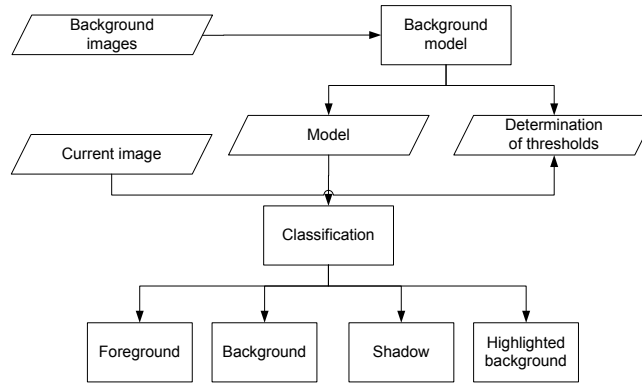 Background
images
Background
model
Model
Determination
of thresholds
Current image
Classification
Foreground
Background
Shadow
Highlighted
background